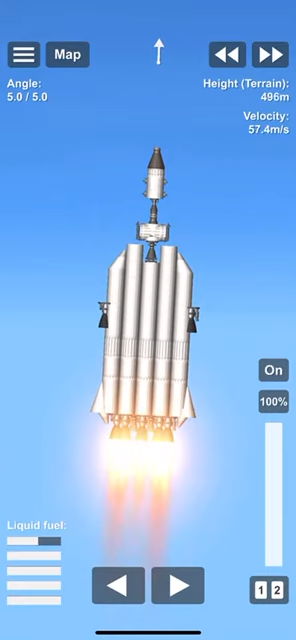 Map
Angle:
5.0 / 5.0
Height (Terrain):
496m
Velocity:
57.4m/s
On
100%
Liquid fuel:
1 2